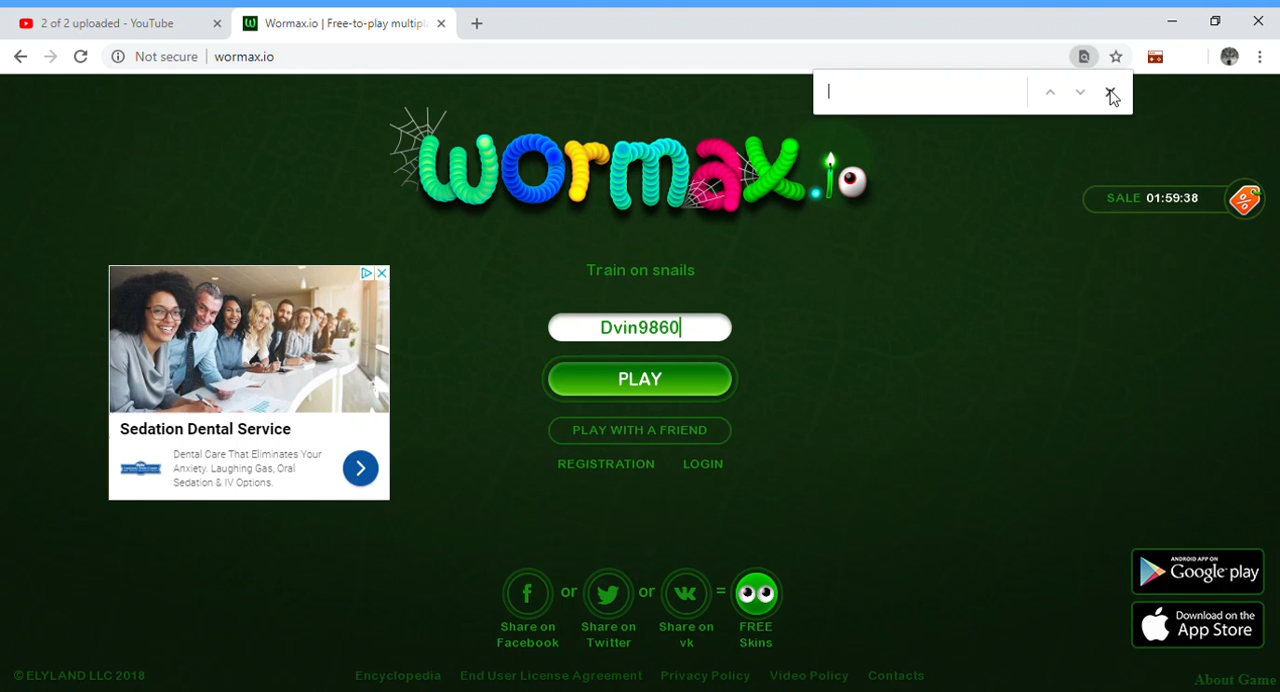 2 of 2 uploaded - YouTube
Wormax.io | Free-to-play multipl
Not secure
wormax.io
wormax.io
SALE 01:59:38
Train on snails
Dvin9860
PLAY
PLAY WITH A FRIEND
REGISTRATION
LOGIN
Sedation Dental Service
Dental Care That Eliminates Your
Anxiety. Laughing Gas, Oral
Sedation & IV Options.
or
or
=
Share on
Facebook
Share on
Twitter
Share on
vk
FREE
Skins
ANDROID APP ON
Google play
Download on the
App Store
© ELYLAND LLC 2018
Encyclopedia
End User License Agreement
Privacy Policy
Video Policy
Contacts
About Game